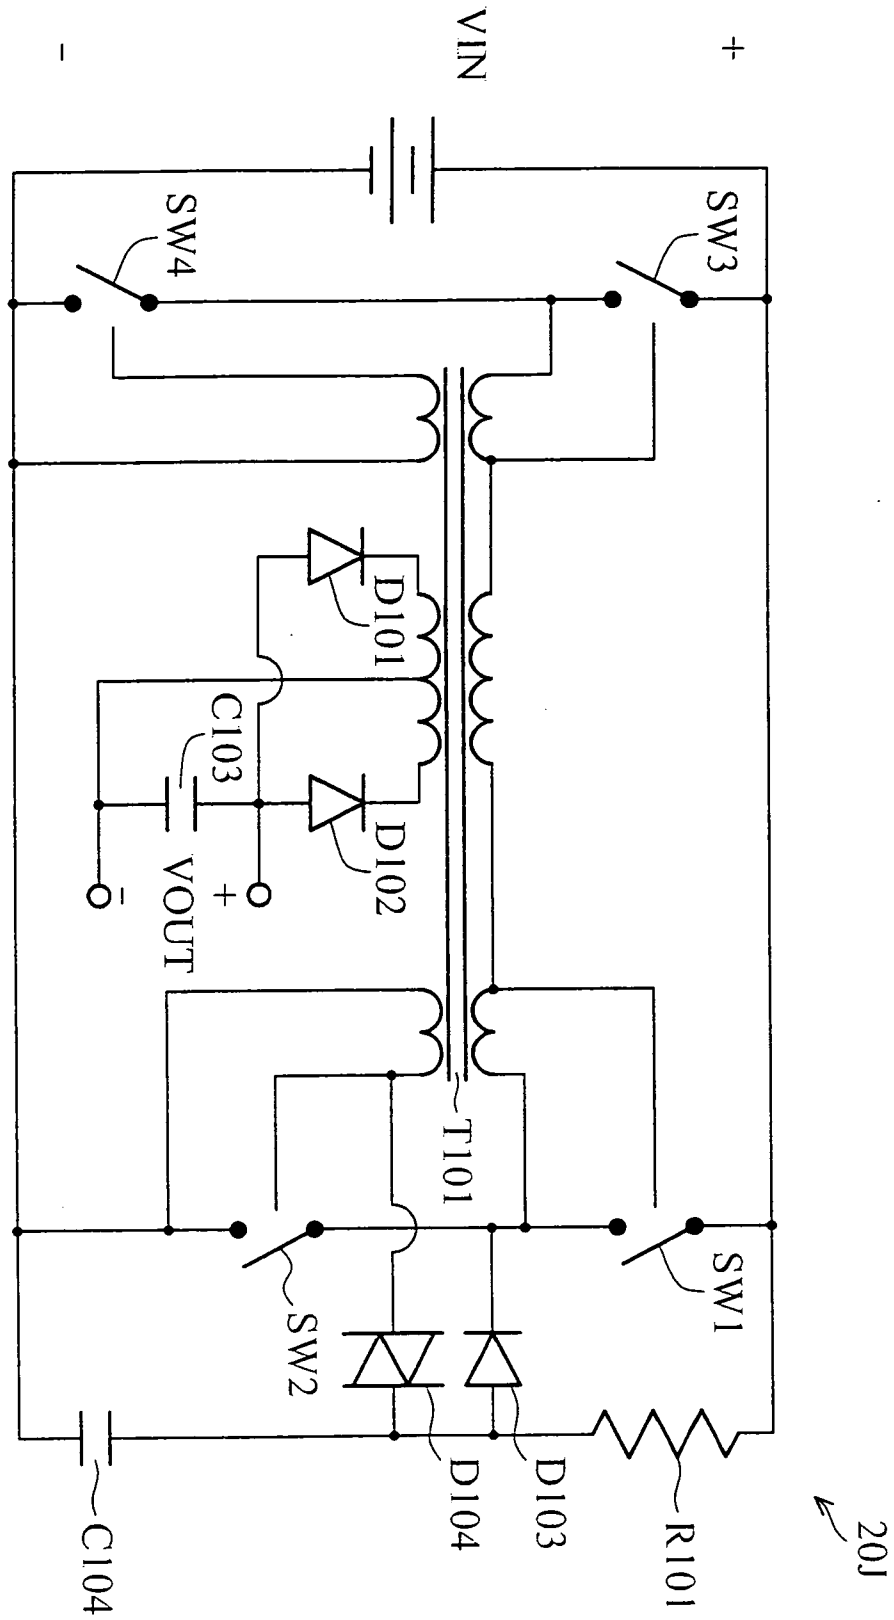 20J
+
VIN
-
SW3
SW4
D101
C103
D102
+
VOUT
-
T101
SW1
SW2
D103
D104
R101
C104